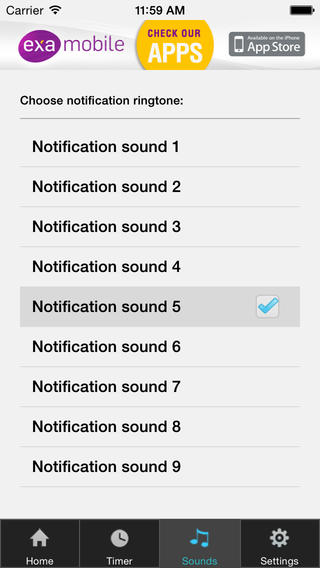 Carrier 11:59 AM
exa mobile
CHECK OUR
APPS
Available on the iPhone
App Store
Choose notification ringtone:
Notification sound 1
Notification sound 2
Notification sound 3
Notification sound 4
Notification sound 5
Notification sound 6
Notification sound 7
Notification sound 8
Notification sound 9
Home Timer Sounds Settings